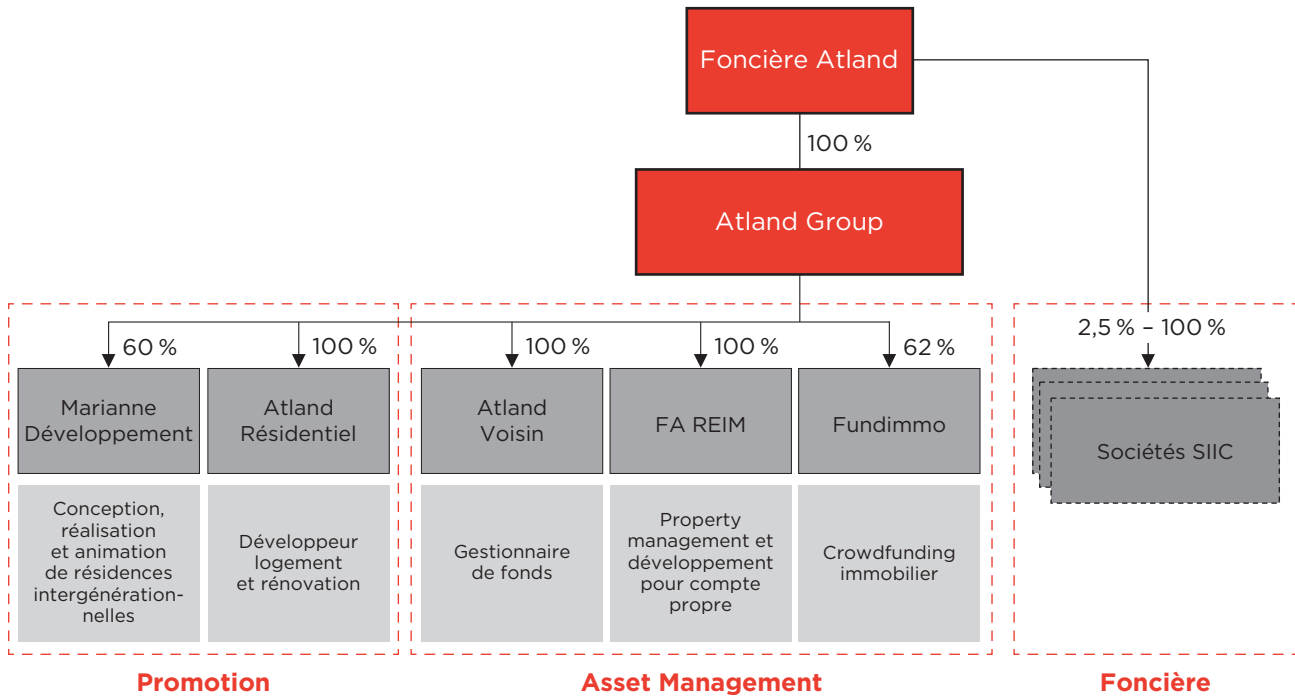 Foncière Atland
100 %
Atland Group
60 %
100 %
100 %
100 %
62 %
2,5 % – 100 %
Marianne
Développement
Atland
Résidentiel
Atland
Voisin
FA REIM
Fundimmo
Sociétés SIIC
Conception,
réalisation
et animation
de résidences
intergénération-
nelles
Développeur
logement
et rénovation
Gestionnaire
de fonds
Property
management et
développement
pour compte
propre
Crowdfunding
immobilier
Promotion
Asset Management
Foncière